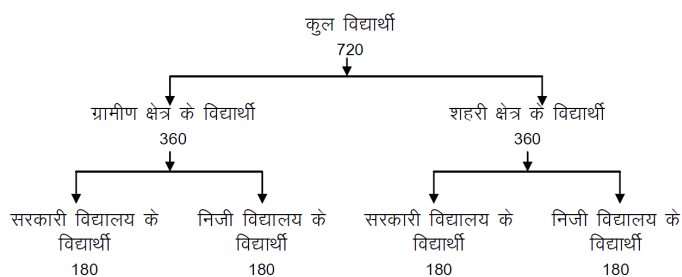 कुल विद्यार्थी
720
ग्रामीण क्षेत्र के विद्यार्थी
360
शहरी क्षेत्र के विद्यार्थी
360
सरकारी विद्यालय के
विद्यार्थी
180
निजी विद्यालय के
विद्यार्थी
180
सरकारी विद्यालय के
विद्यार्थी
180
निजी विद्यालय के
विद्यार्थी
180